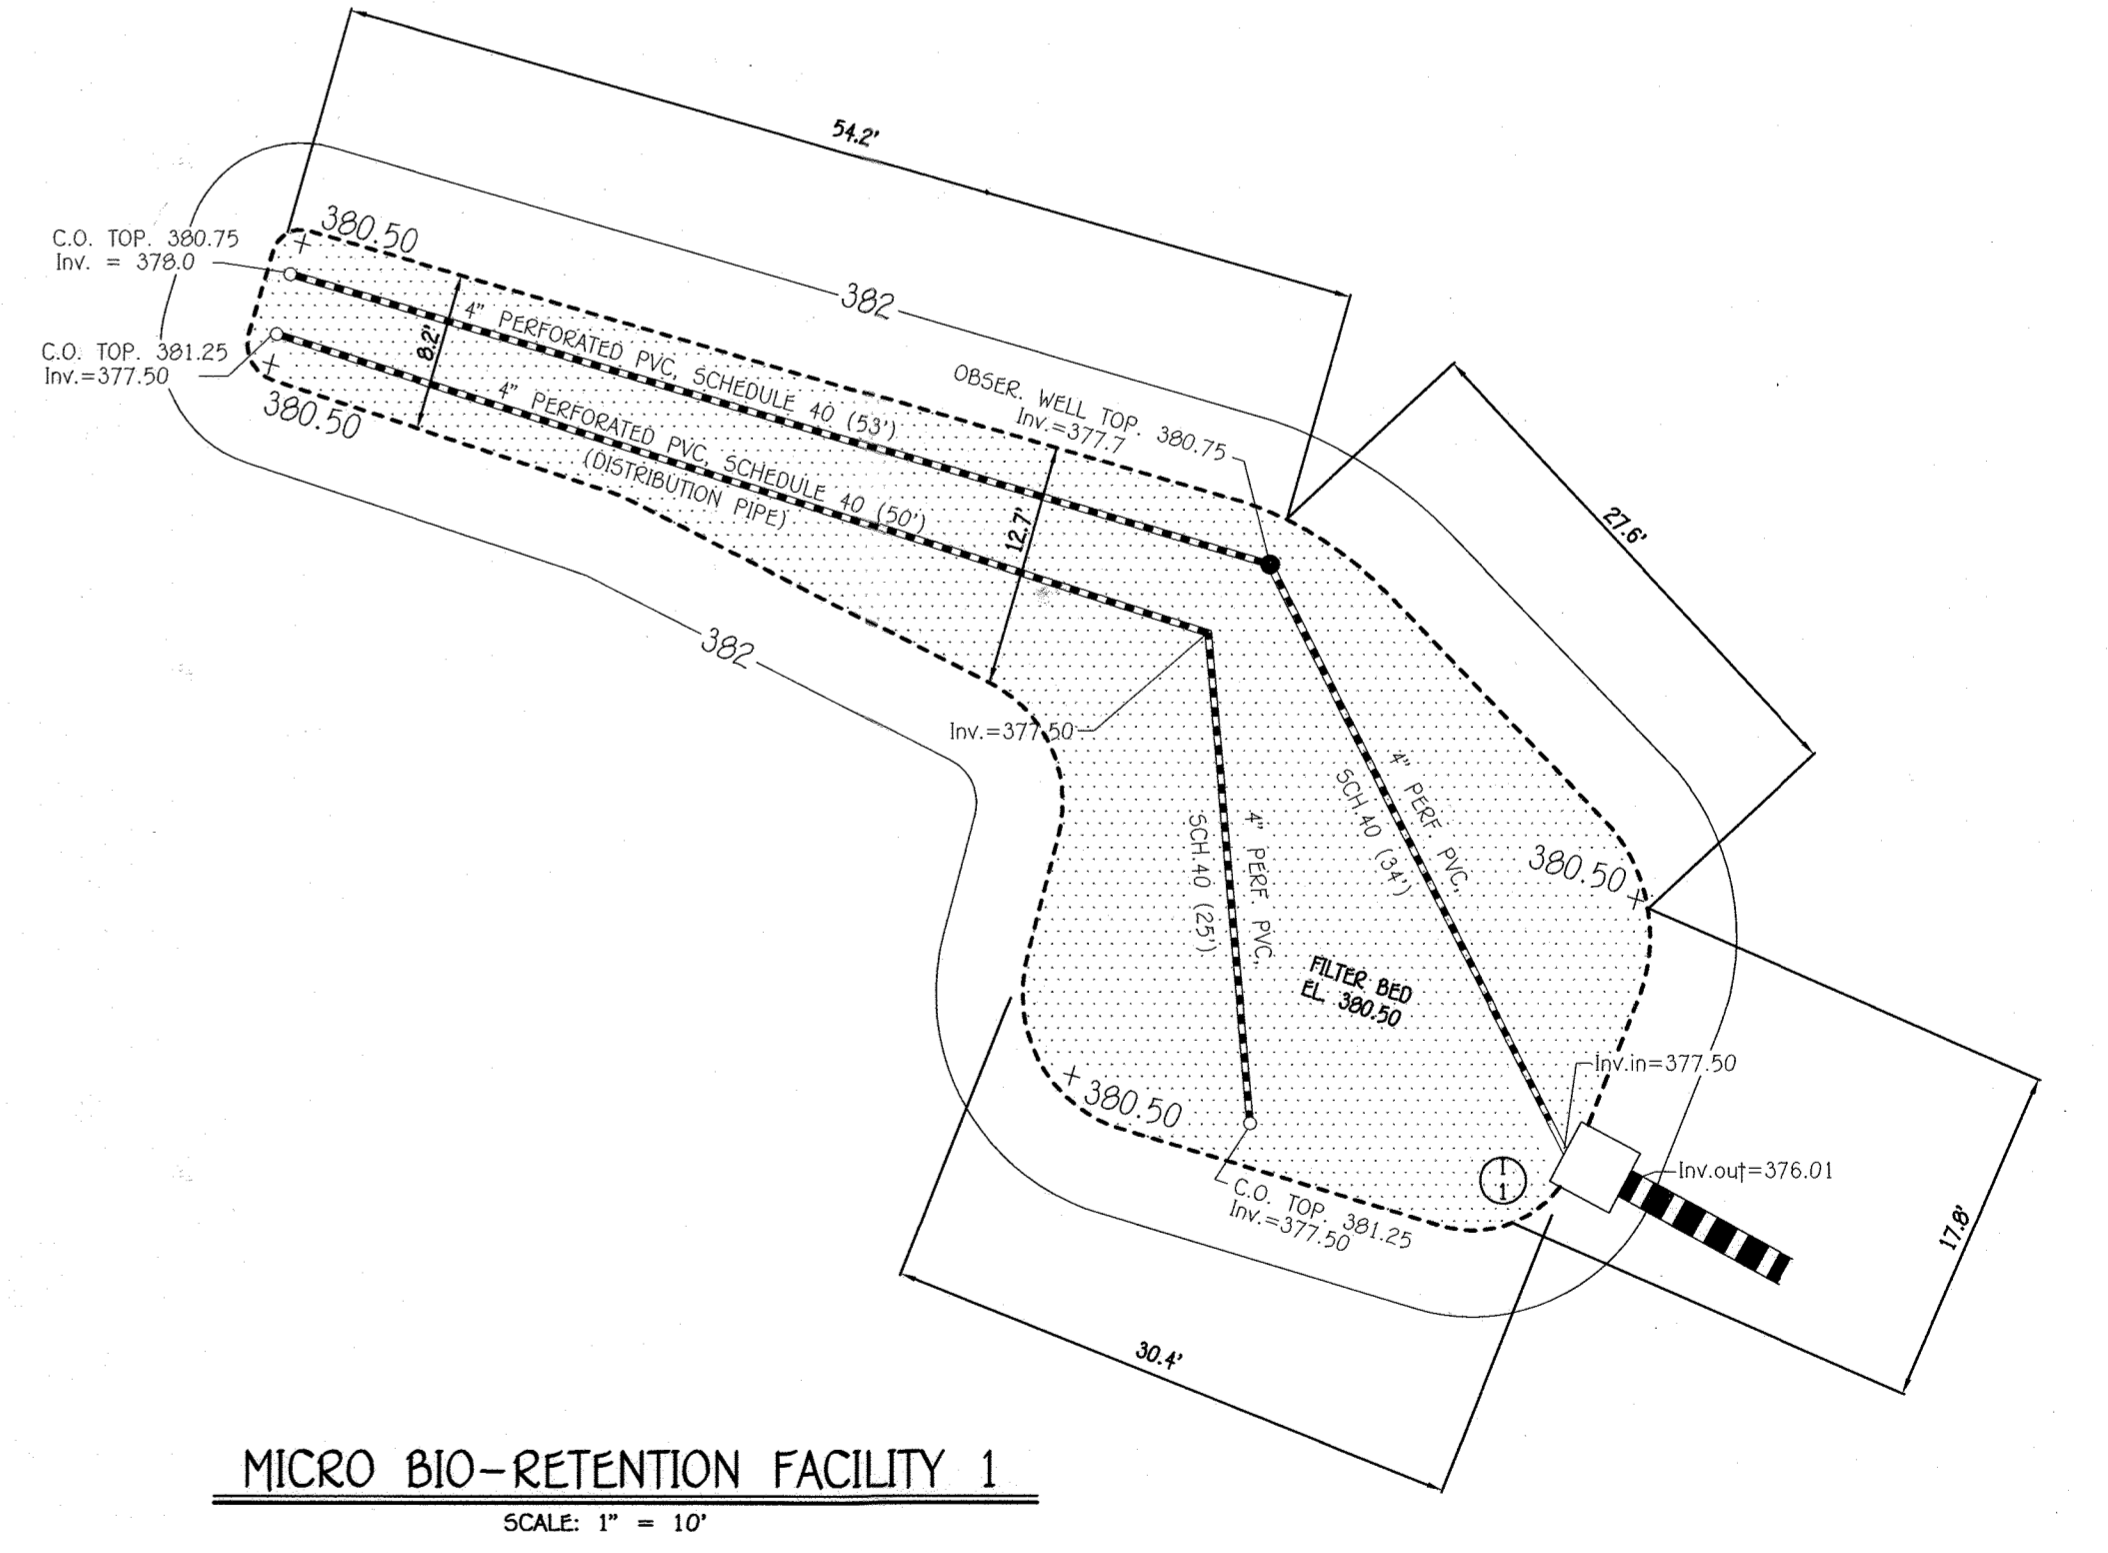 54.2'
380.50
C.O. TOP. 380.75
Inv. = 378.0
382
4" PERFORATED PVC, SCHEDULE 40 (53')
8.2'
C.O. TOP. 381.25
Inv.=377.50
380.50
4" PERFORATED PVC, SCHEDULE 40 (50')
(DISTRIBUTION PIPE)
OBSER. WELL TOP. 380.75
Inv.=377.7
12.7'
27.6'
382
Inv.=377.50
4" PERF. PVC,
SCH.40 (34')
4" PERF. PVC,
SCH 40 (25')
380.50
FILTER BED
EL. 380.50
380.50
Inv.in=377.50
1
1
Inv.out=376.01
C.O. TOP. 381.25
Inv.=377.50
17.8'
30.4'
MICRO BIO-RETENTION FACILITY 1
SCALE: 1" = 10'